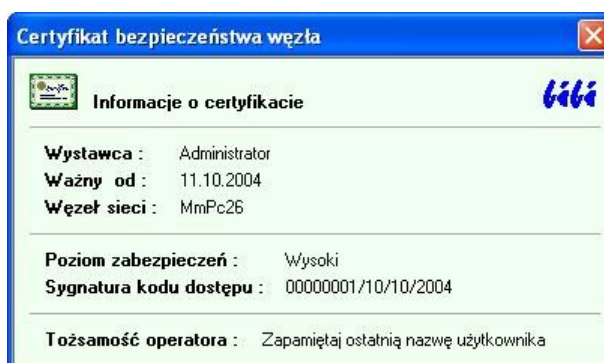 Certyfikat bezpieczeństwa węzła
Informacje o certyfikacie
bábá
Wystawca : Administrator
Ważny od : 11.10.2004
Węzeł sieci : MmPc26
Poziom zabezpieczeń : Wysoki
Sygnatura kodu dostępu : 00000001/10/10/2004
Tożsamość operatora : Zapamiętaj ostatnią nazwę użytkownika